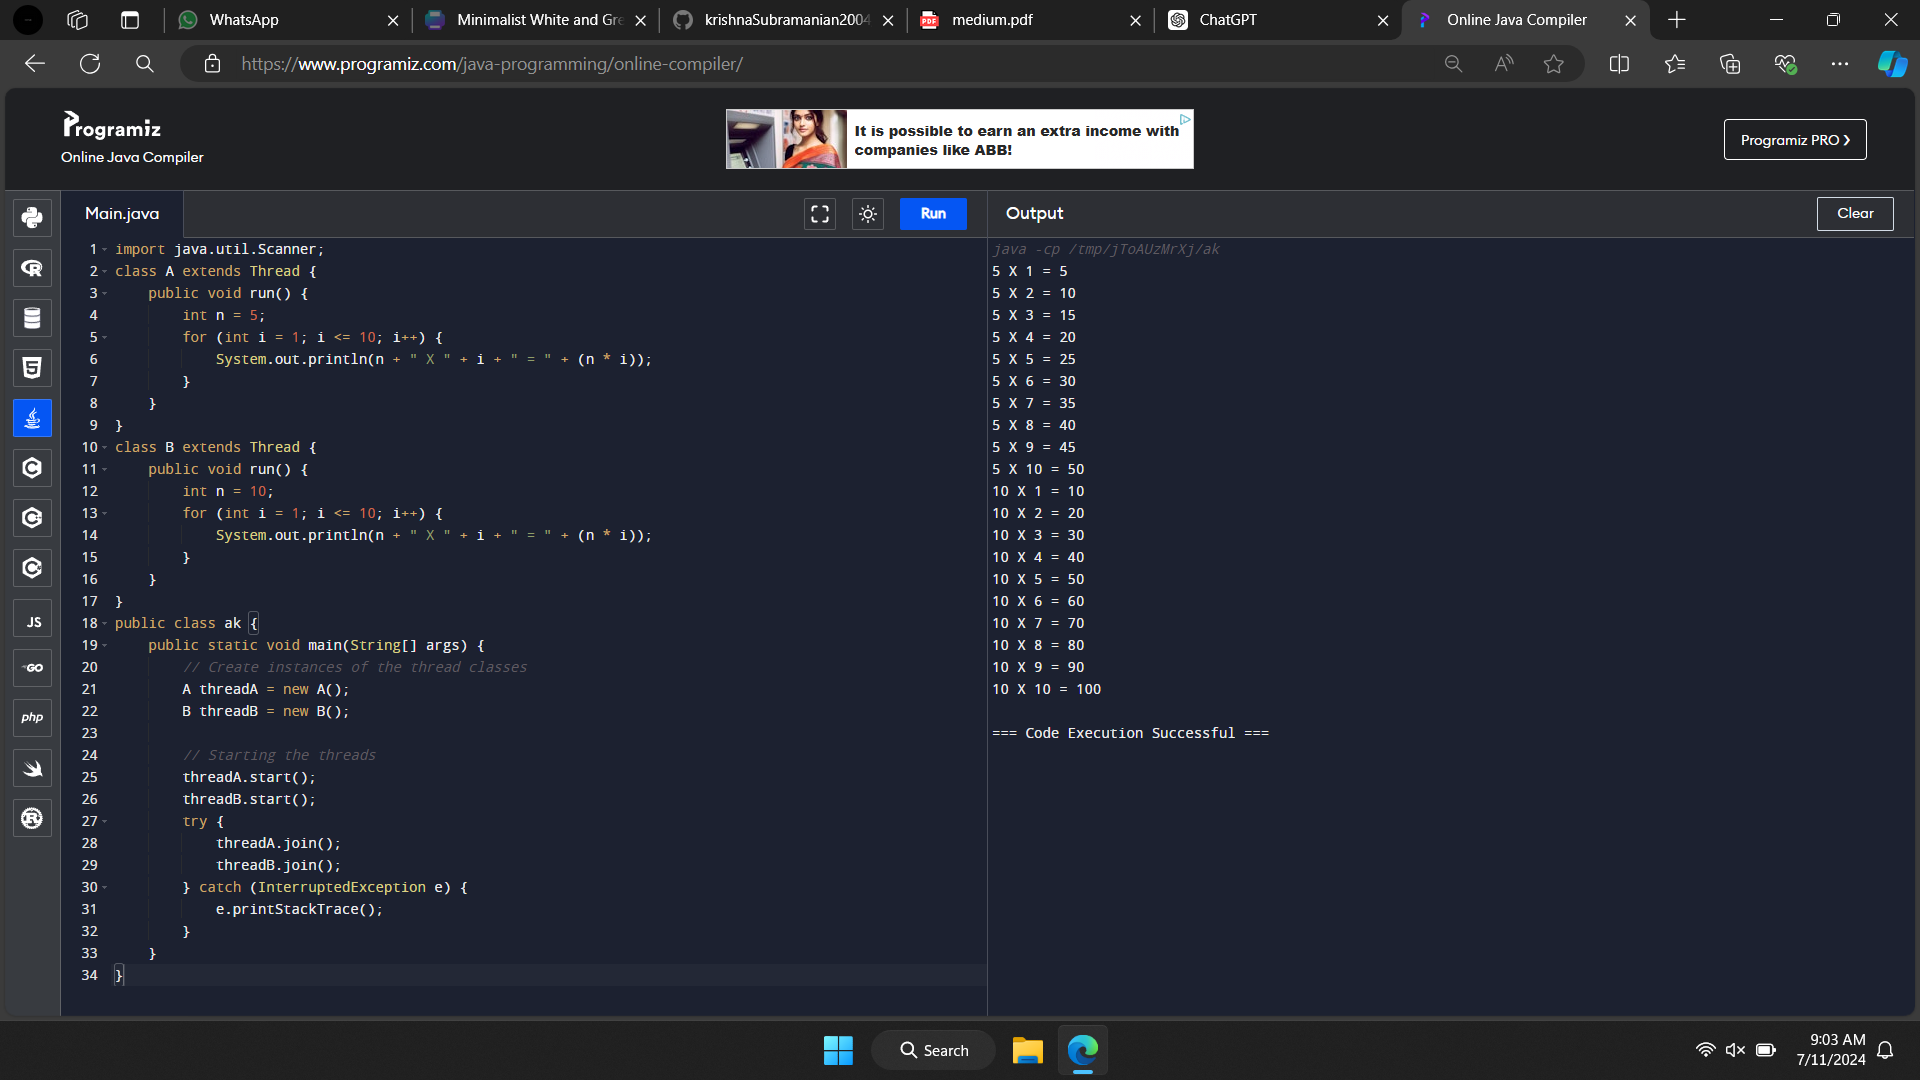 WhatsApp
Minimalist White and Gre
krishnaSubramanian2004
medium.pdf
ChatGPT
Online Java Compiler
https://www.programiz.com/java-programming/online-compiler/
Programiz
Online Java Compiler
It is possible to earn an extra income with
companies like ABB!
Programiz PRO ❯
Main.java
Run
Output
Clear
1 import java.util.Scanner;
2 class A extends Thread {
3     public void run() {
4         int n = 5;
5         for (int i = 1; i <= 10; i++) {
6             System.out.println(n + " X " + i + " = " + (n * i));
7         }
8     }
9 }
10 class B extends Thread {
11     public void run() {
12         int n = 10;
13         for (int i = 1; i <= 10; i++) {
14             System.out.println(n + " X " + i + " = " + (n * i));
15         }
16     }
17 }
18 public class ak {
19     public static void main(String[] args) {
20         // Create instances of the thread classes
21         A threadA = new A();
22         B threadB = new B();
23
24         // Starting the threads
25         threadA.start();
26         threadB.start();
27         try {
28             threadA.join();
29             threadB.join();
30         } catch (InterruptedException e) {
31             e.printStackTrace();
32         }
33     }
34 }
java -cp /tmp/jToAUzMrXj/ak
5 X 1 = 5
5 X 2 = 10
5 X 3 = 15
5 X 4 = 20
5 X 5 = 25
5 X 6 = 30
5 X 7 = 35
5 X 8 = 40
5 X 9 = 45
5 X 10 = 50
10 X 1 = 10
10 X 2 = 20
10 X 3 = 30
10 X 4 = 40
10 X 5 = 50
10 X 6 = 60
10 X 7 = 70
10 X 8 = 80
10 X 9 = 90
10 X 10 = 100
=== Code Execution Successful ===
JS
GO
php
Search
9:03 AM
7/11/2024